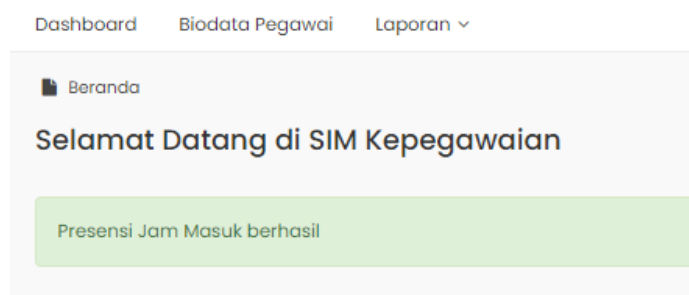 Dashboard Biodata Pegawai Laporan
Beranda
Selamat Datang di SIM Kepegawaian
Presensi Jam Masuk berhasil